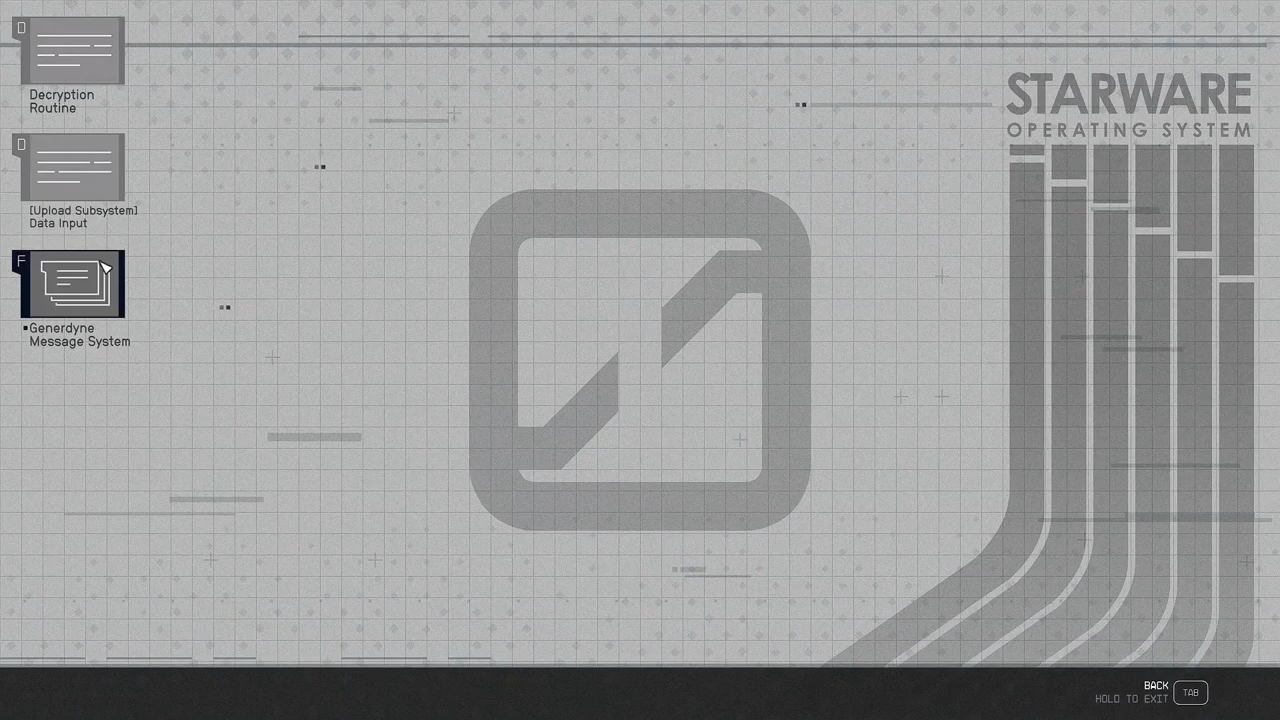 D
Decryption
Routine
D
[Upload Subsystem]
Data Input
F
Generdyne
Message System
STARWARE
OPERATING SYSTEM
BACK
HOLD TO EXIT
TAB